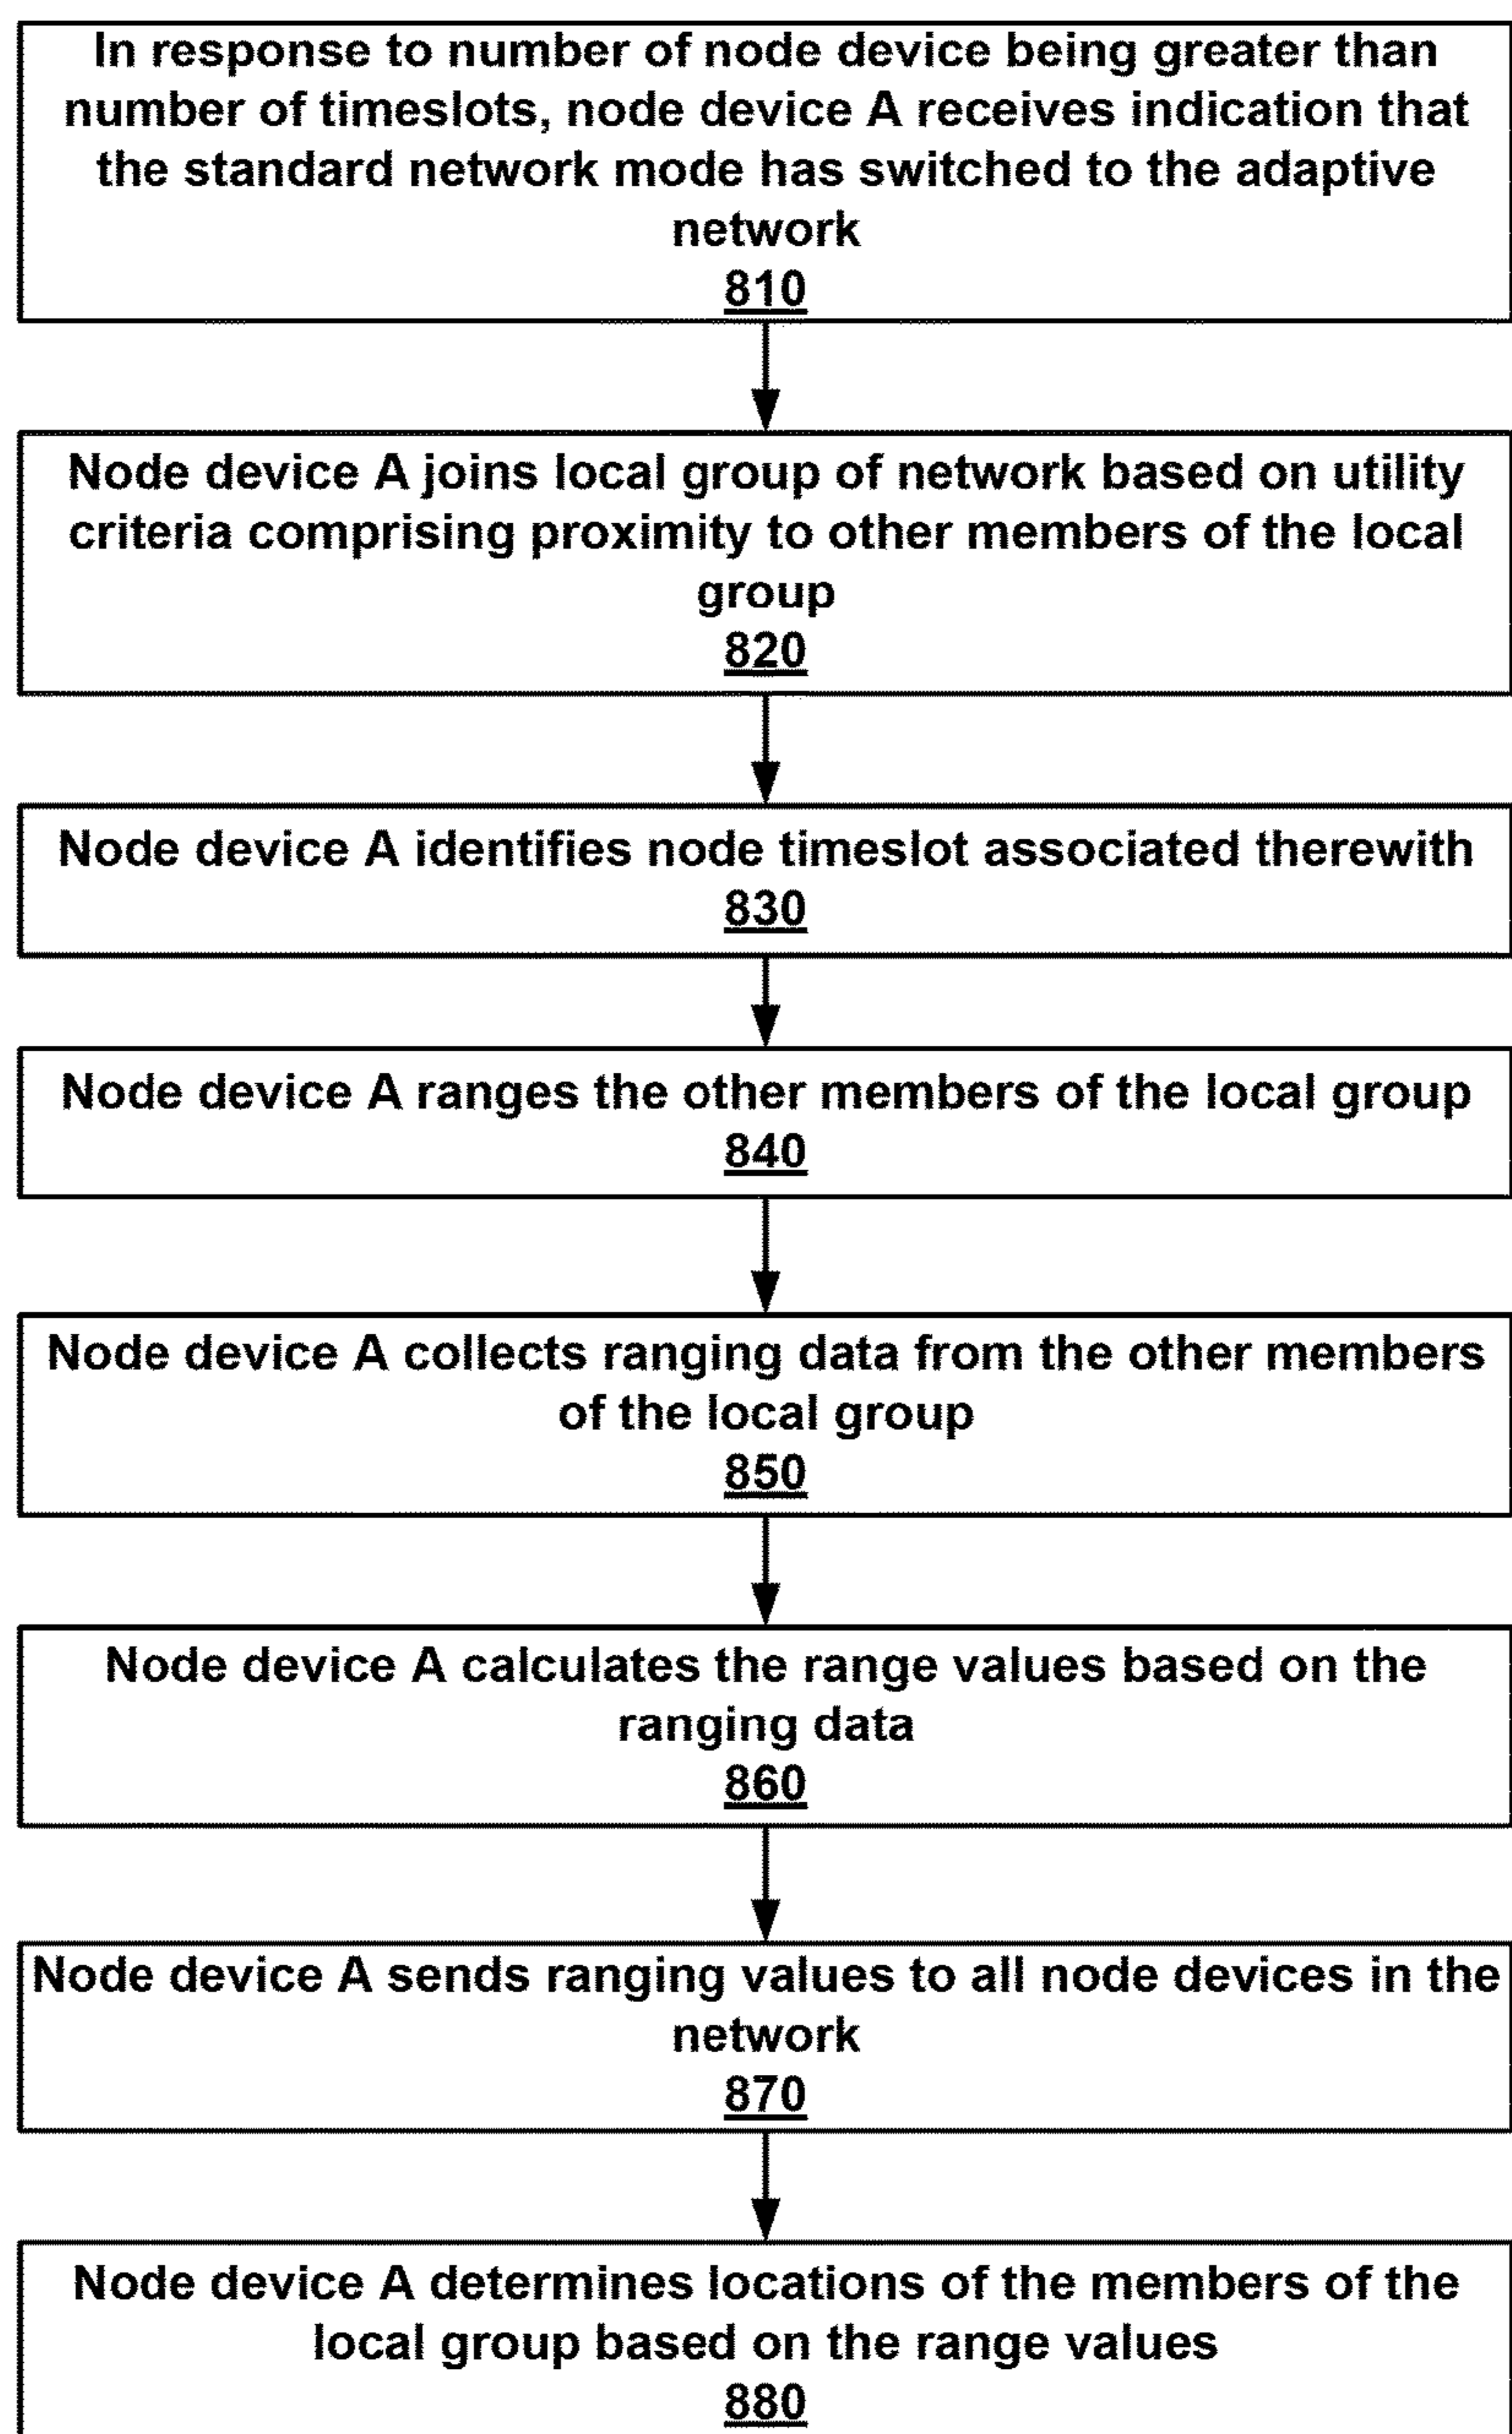 In response to number of node device being greater than
number of timeslots, node device A receives indication that
the standard network mode has switched to the adaptive
network
810
Node device A joins local group of network based on utility
criteria comprising proximity to other members of the local
group
820
Node device A identifies node timeslot associated therewith
830
Node device A ranges the other members of the local group
840
Node device A collects ranging data from the other members
of the local group
850
Node device A calculates the range values based on the
ranging data
860
Node device A sends ranging values to all node devices in the
network
870
Node device A determines locations of the members of the
local group based on the range values
880